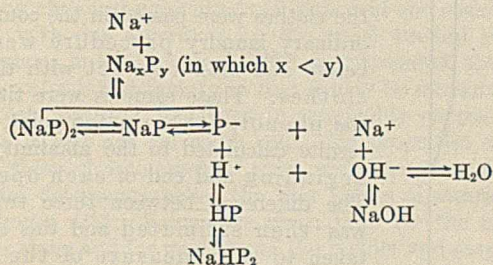 Na⁺
+
NaₓPᵧ (in which x < y)
⇌
(NaP)₂ ⇌ NaP ⇌ P⁻ + Na⁺
+ +
H⁺ + OH⁻ ⇌ H₂O
⇌ ⇌
HP NaOH
⇌
NaHP₂